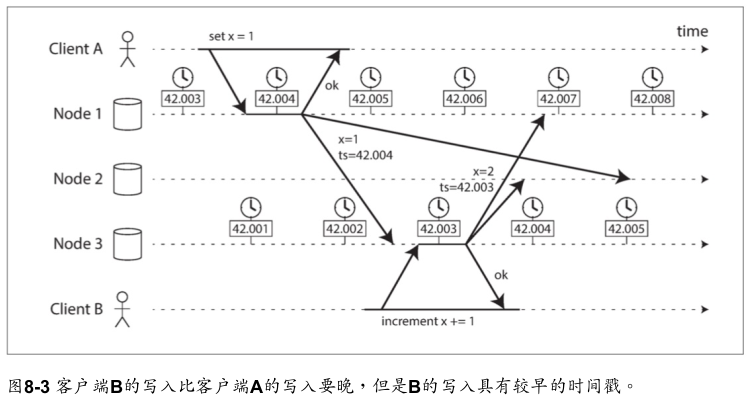 time
Client A
set x = 1
ok
42.003
42.004
42.005
42.006
42.007
42.008
Node 1
x=1
ts=42.004
Node 2
x=2
ts=42.003
42.001
42.002
42.003
42.004
42.005
Node 3
ok
Client B
increment x += 1
图8-3 客户端B的写入比客户端A的写入要晚，但是B的写入具有较早的时间戳。